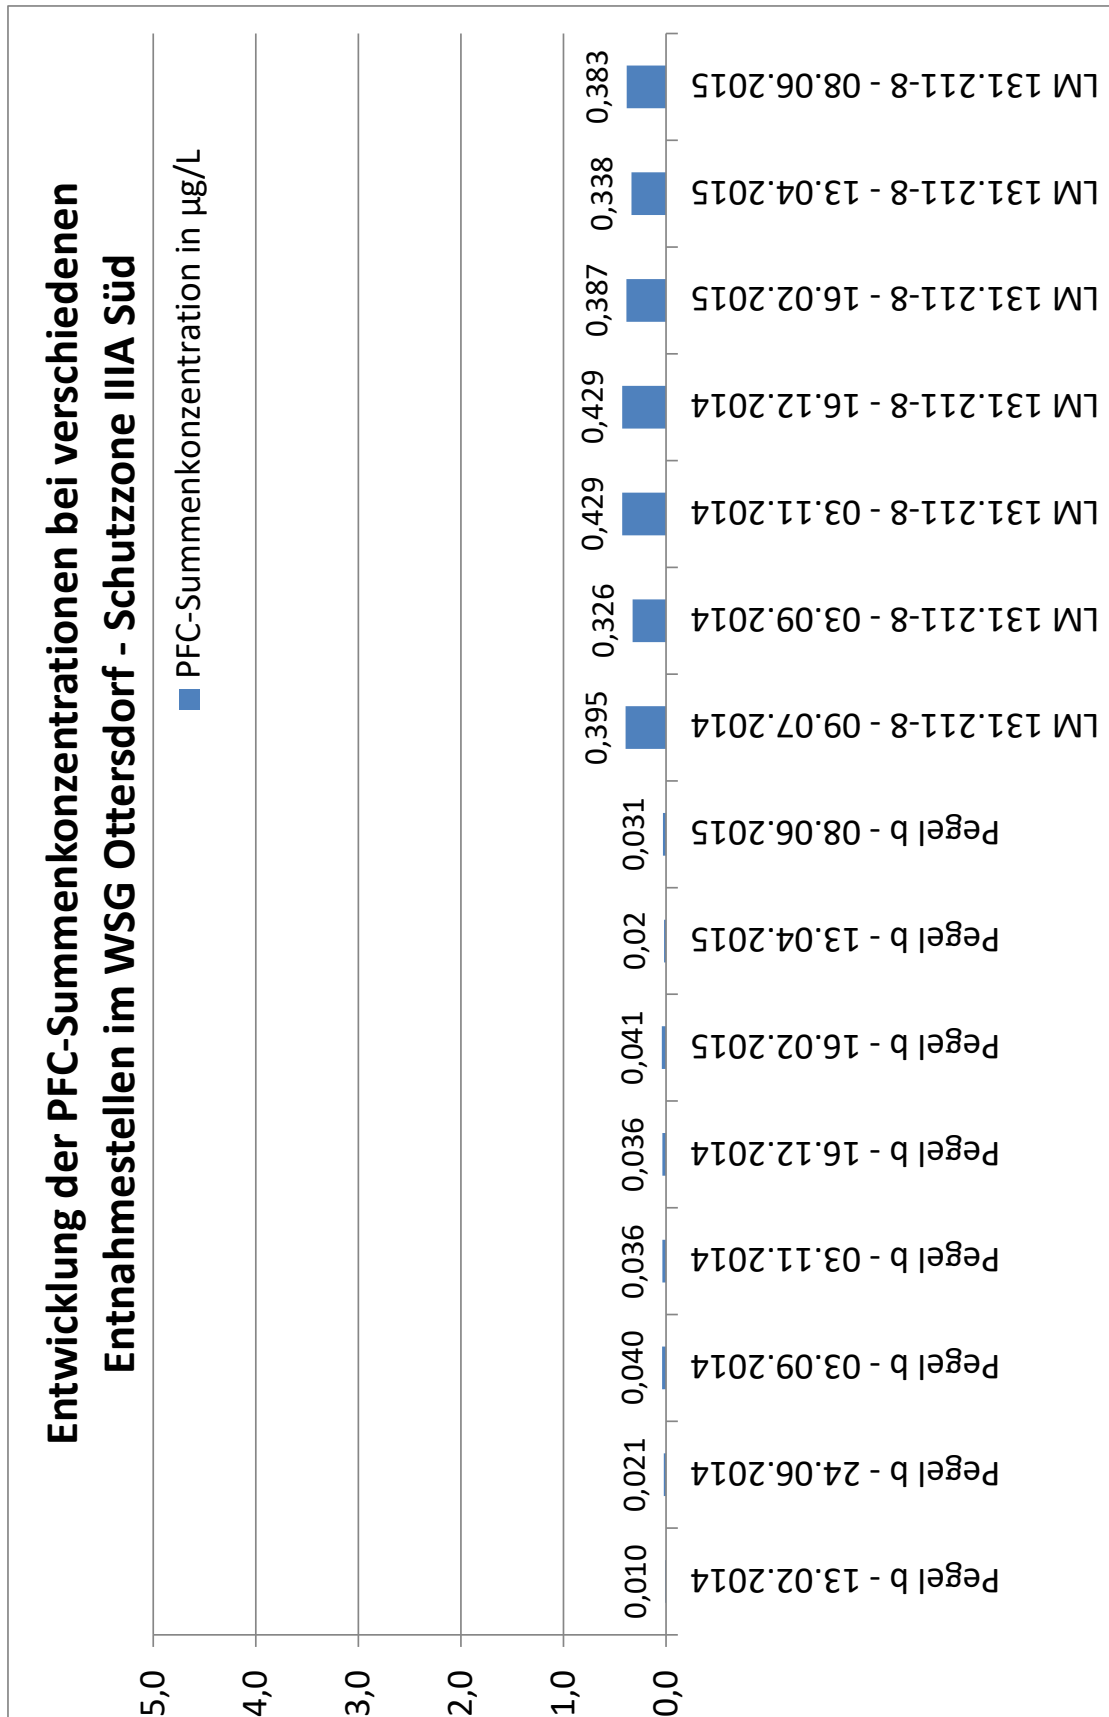 Entwicklung der PFC-Summenkonzentrationen bei verschiedenen
Entnahmestellen im WSG Ottersdorf - Schutzzone IIIA Süd
PFC-Summenkonzentration in µg/L
5,0
4,0
3,0
2,0
1,0
0,0
0,010
0,021
0,040
0,036
0,036
0,041
0,02
0,031
0,395
0,326
0,429
0,429
0,387
0,338
0,383
Pegel b - 13.02.2014
Pegel b - 24.06.2014
Pegel b - 03.09.2014
Pegel b - 03.11.2014
Pegel b - 16.12.2014
Pegel b - 16.02.2015
Pegel b - 13.04.2015
Pegel b - 08.06.2015
LM 131.211-8 - 09.07.2014
LM 131.211-8 - 03.09.2014
LM 131.211-8 - 03.11.2014
LM 131.211-8 - 16.12.2014
LM 131.211-8 - 16.02.2015
LM 131.211-8 - 13.04.2015
LM 131.211-8 - 08.06.2015